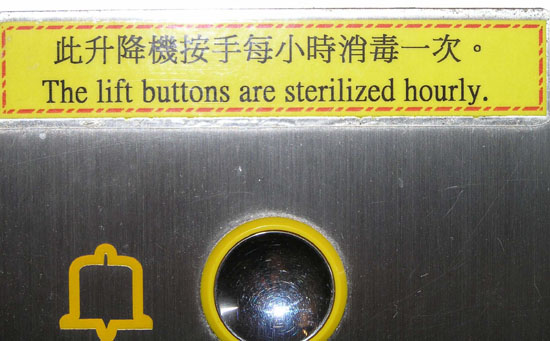 此升降機按手每小時消毒一次。
The lift buttons are sterilized hourly.